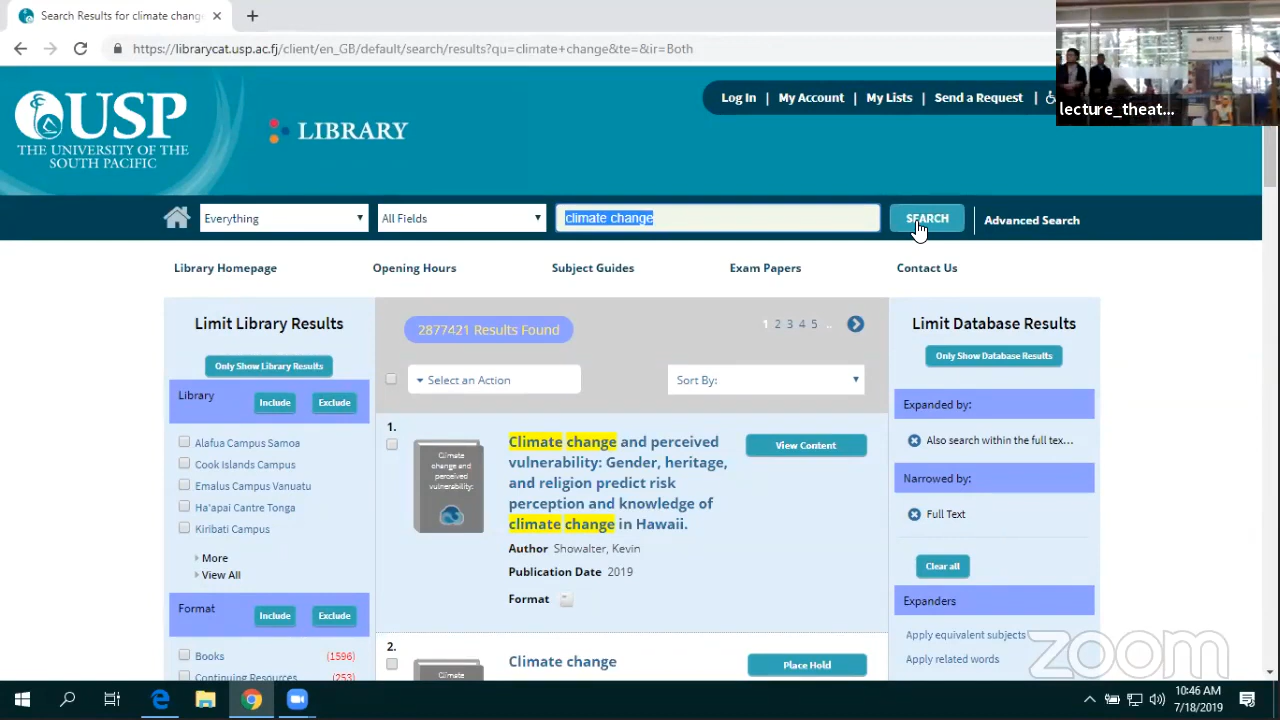 Search Results for climate chang
https://librarycat.usp.ac.fj/client/en_GB/default/search/results?qu=climate+change&te=&ir=Both
lecture_theat...
USP
THE UNIVERSITY OF THE
SOUTH PACIFIC
LIBRARY
Log In | My Account | My Lists | Send a Request |
Everything
All Fields
climate change
SEARCH
Advanced Search
Library Homepage
Opening Hours
Subject Guides
Exam Papers
Contact Us
Limit Library Results
Only Show Library Results
Library
Include
Exclude
Alafua Campus Samoa
Cook Islands Campus
Emalus Campus Vanuatu
Ha'apai Cantre Tonga
Kiribati Campus
More
View All
Format
Include
Exclude
Books (1596)
Continuing Resources (253)
2877421 Results Found
1 2 3 4 5 ..
Select an Action
Sort By:
1.
Climate
change and
perceived
vulnerability:
Climate change and perceived
vulnerability: Gender, heritage,
and religion predict risk
perception and knowledge of
climate change in Hawaii.
View Content
Author Showalter, Kevin
Publication Date 2019
Format
2.
Climate
Climate change
Place Hold
Limit Database Results
Only Show Database Results
Expanded by:
Also search within the full tex...
Narrowed by:
Full Text
Clear all
Expanders
Apply equivalent subjects
Apply related words
zoom
10:46 AM
7/18/2019